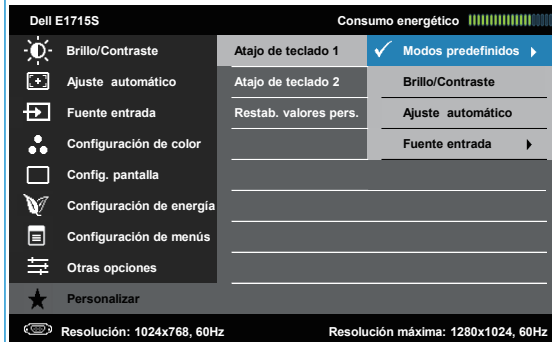 Dell E1715S Consumo energético
Brillo/Contraste Atajo de teclado 1 Modos predefinidos
Ajuste automático Atajo de teclado 2 Brillo/Contraste
Fuente entrada Restab. valores pers. Ajuste automático
Configuración de color Fuente entrada
Config. pantalla
Configuración de energía
Configuración de menús
Otras opciones
Personalizar
Resolución: 1024x768, 60Hz Resolución máxima: 1280x1024, 60Hz